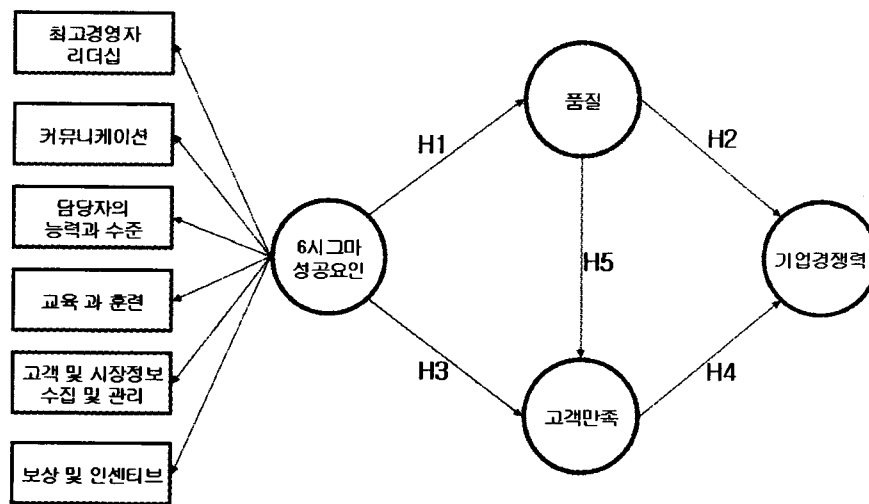 최고경영자
리더십
커뮤니케이션
담당자의
능력과 수준
교육 과 훈련
고객 및 시장정보
수집 및 관리
보상 및 인센티브
6시그마
성공요인
H1
H3
품질
H5
고객만족
H2
H4
기업경쟁력